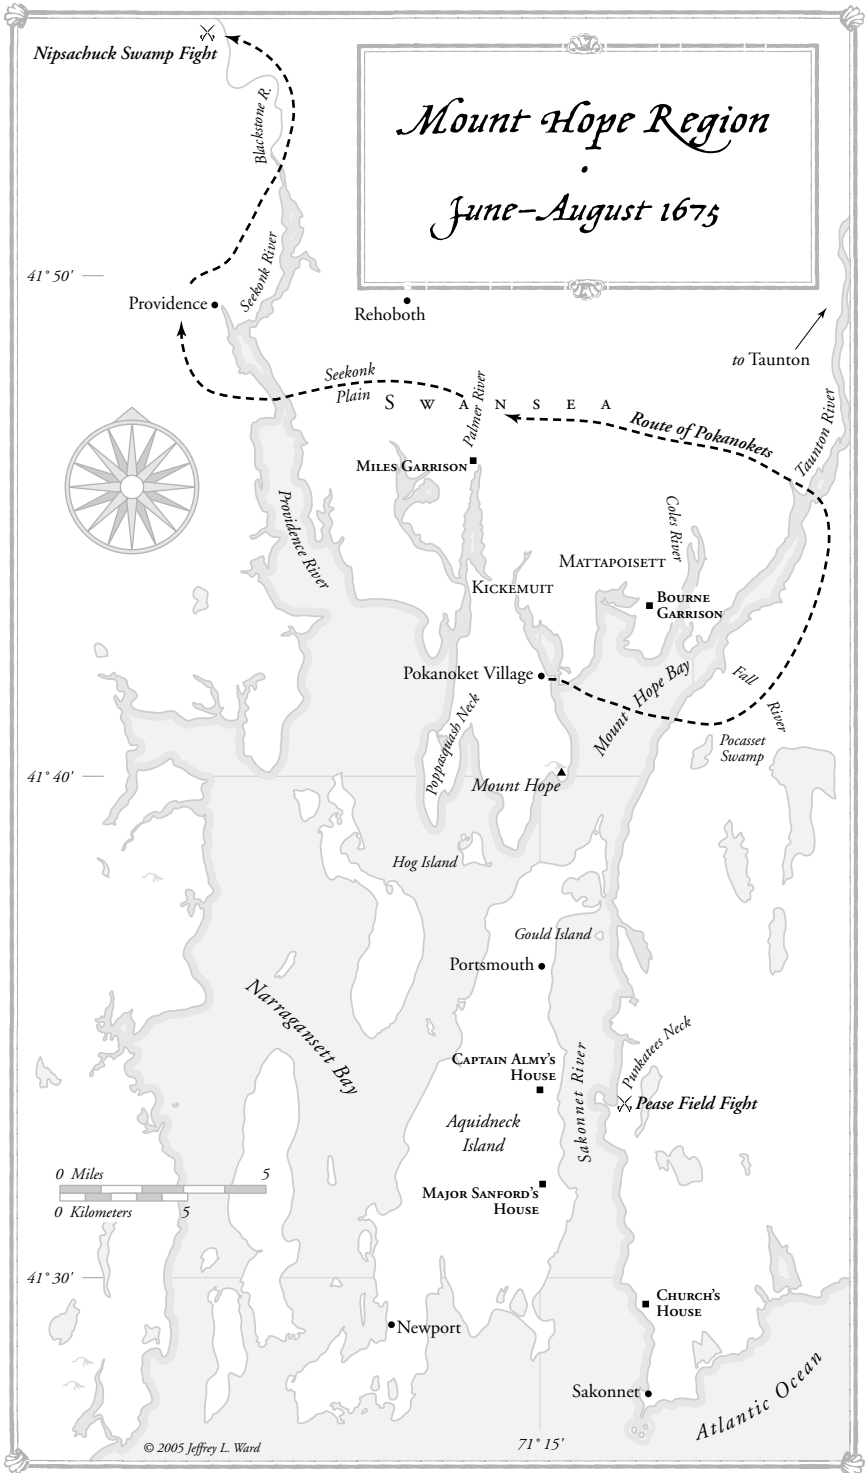 Nipsachuck Swamp Fight
Mount Hope Region
•
June–August 1675
Blackstone R.
Seekonk River
41° 50'
Providence
Rehoboth
to Taunton
Seekonk
Plain
SWANSEA
Palmer River
Route of Pokanokets
Taunton River
Miles Garrison
Providence River
Coles River
Mattapoisett
Kickemuit
Bourne
Garrison
Pokanoket Village
Mount Hope Bay
Fall River
Poppasquash Neck
Pocasset
Swamp
41° 40'
Mount Hope
Hog Island
Gould Island
Portsmouth
Narragansett Bay
Punkatees Neck
Captain Almy's
House
Sakonnet River
Pease Field Fight
Aquidneck
Island
0 Miles 5
0 Kilometers 5
Major Sanford's
House
41° 30'
Church's
House
Newport
Sakonnet
Atlantic Ocean
71° 15'
© 2005 Jeffrey L. Ward